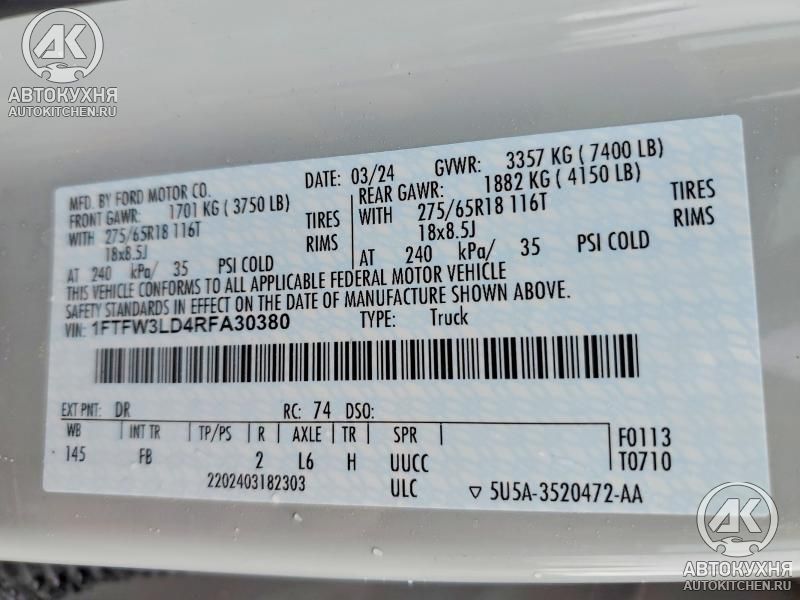 AK
АВТОКУХНЯ
AUTOKITCHEN.RU
MFD. BY FORD MOTOR CO.
DATE: 03/24 GVWR: 3357 KG (7400 LB)
FRONT GAWR: 1701 KG (3750 LB) REAR GAWR: 1882 KG (4150 LB)
WITH 275/65R18 116T TIRES WITH 275/65R18 116T TIRES
18x8.5J RIMS 18x8.5J RIMS
AT 240 kPa/ 35 PSI COLD AT 240 kPa/ 35 PSI COLD
THIS VEHICLE CONFORMS TO ALL APPLICABLE FEDERAL MOTOR VEHICLE
SAFETY STANDARDS IN EFFECT ON THE DATE OF MANUFACTURE SHOWN ABOVE.
VIN: 1FTFW3LD4RFA30380 TYPE: Truck
EXT PNT: DR RC: 74 DSO:
WB INT TR TP/PS R AXLE TR SPR F0113
145 FB 2 L6 H UUCC T0710
2202403182303 ULC ▽ 5U5A-3520472-AA
AK
АВТОКУХНЯ
AUTOKITCHEN.RU